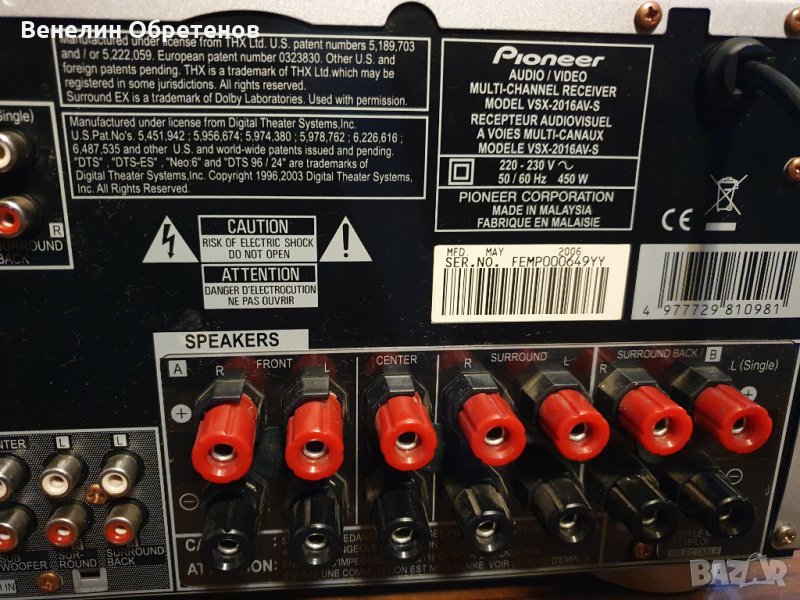 Венелин Обретенов
Manufactured under license from THX Ltd. U.S. patent numbers 5,189,703
and / or 5,222,059. European patent number 0323830. Other U.S. and
foreign patents pending. THX is a trademark of THX Ltd.which may be
registered in some jurisdictions. All rights reserved.
Surround EX is a trademark of Dolby Laboratories. Used with permission.
Manufactured under license from Digital Theater Systems,Inc.
U.S.Pat.No's. 5,451,942 ; 5,956,674 ; 5,974,380 ; 5,978,762 ; 6,226,616 ;
6,487,535 and other U.S. and world-wide patents issued and pending.
"DTS" , "DTS-ES" , "Neo:6" and "DTS 96 / 24" are trademarks of
Digital Theater Systems, Inc. Copyright 1996,2003 Digital Theater Systems,
Inc. All Rights Reserved.
Pioneer
AUDIO / VIDEO
MULTI-CHANNEL RECEIVER
MODEL VSX-2016AV-S
RECEPTEUR AUDIOVISUEL
A VOIES MULTI-CANAUX
MODELE VSX-2016AV-S
220 - 230 V ~
50 / 60 Hz 450 W
PIONEER CORPORATION
MADE IN MALAYSIA
FABRIQUE EN MALAISIE
CE
Single)
R
SURROUND
BACK
CAUTION
RISK OF ELECTRIC SHOCK
DO NOT OPEN
ATTENTION
DANGER D'ELECTROCUTION
NE PAS OUVRIR
MFD. MAY 2006
SER.NO. FEMP000649YY
4 977729 810981
SPEAKERS
A R FRONT L CENTER R SURROUND L SURROUND BACK / B
R L (Single)
L L
SUR-
ROUND
SURROUND
BACK
WOOFER
SELECTABLE
BAZAR